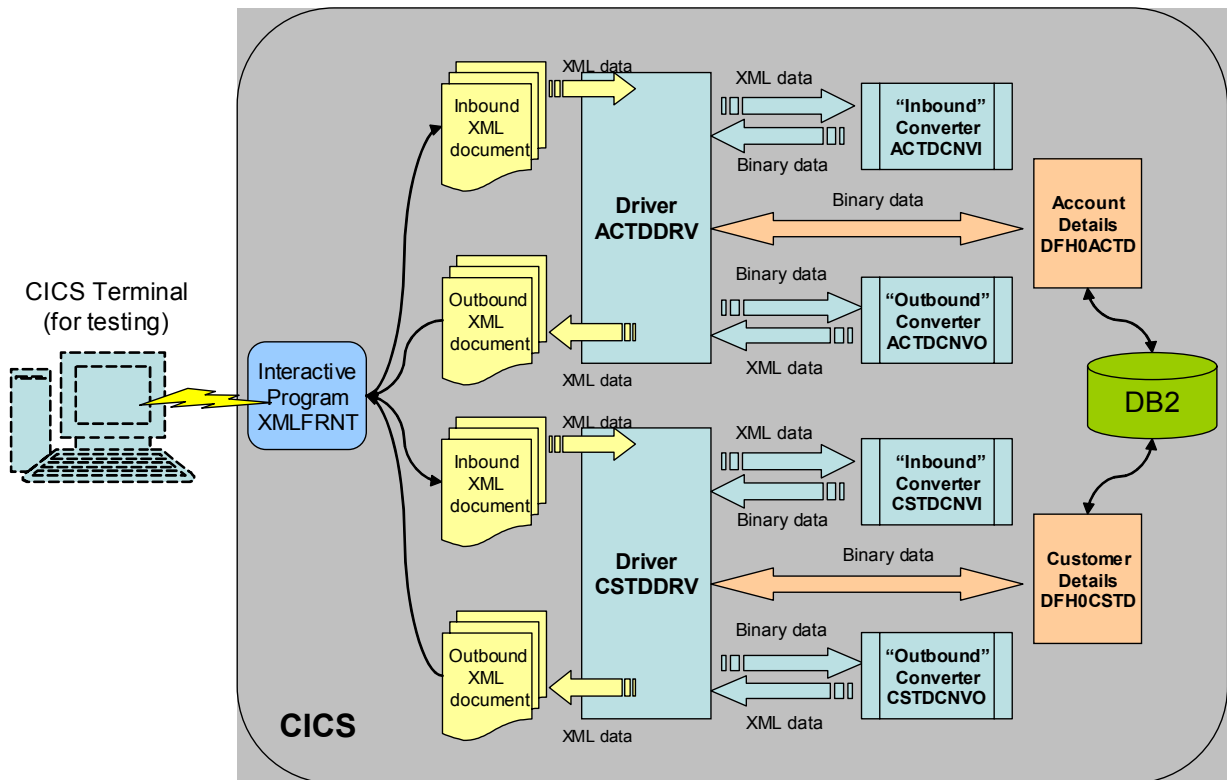 CICS Terminal
(for testing)
Interactive
Program
XMLFRNT
Inbound
XML
document
XML data
Driver
ACTDDRV
XML data
Binary data
“Inbound”
Converter
ACTDCNVI
Binary data
Account
Details
DFH0ACTD
Outbound
XML
document
XML data
Binary data
XML data
“Outbound”
Converter
ACTDCNVO
DB2
Inbound
XML
document
XML data
Driver
CSTDDRV
XML data
Binary data
“Inbound”
Converter
CSTDCNVI
Binary data
Customer
Details
DFH0CSTD
Outbound
XML
document
XML data
Binary data
XML data
“Outbound”
Converter
CSTDCNVO
CICS